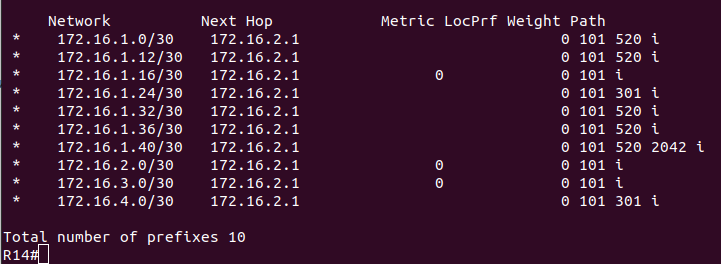 Network Next Hop Metric LocPrf Weight Path
* 172.16.1.0/30 172.16.2.1 0 101 520 i
* 172.16.1.12/30 172.16.2.1 0 101 520 i
* 172.16.1.16/30 172.16.2.1 0 0 101 i
* 172.16.1.24/30 172.16.2.1 0 101 301 i
* 172.16.1.32/30 172.16.2.1 0 101 520 i
* 172.16.1.36/30 172.16.2.1 0 101 520 i
* 172.16.1.40/30 172.16.2.1 0 101 520 2042 i
* 172.16.2.0/30 172.16.2.1 0 0 101 i
* 172.16.3.0/30 172.16.2.1 0 0 101 i
* 172.16.4.0/30 172.16.2.1 0 101 301 i
Total number of prefixes 10
R14#